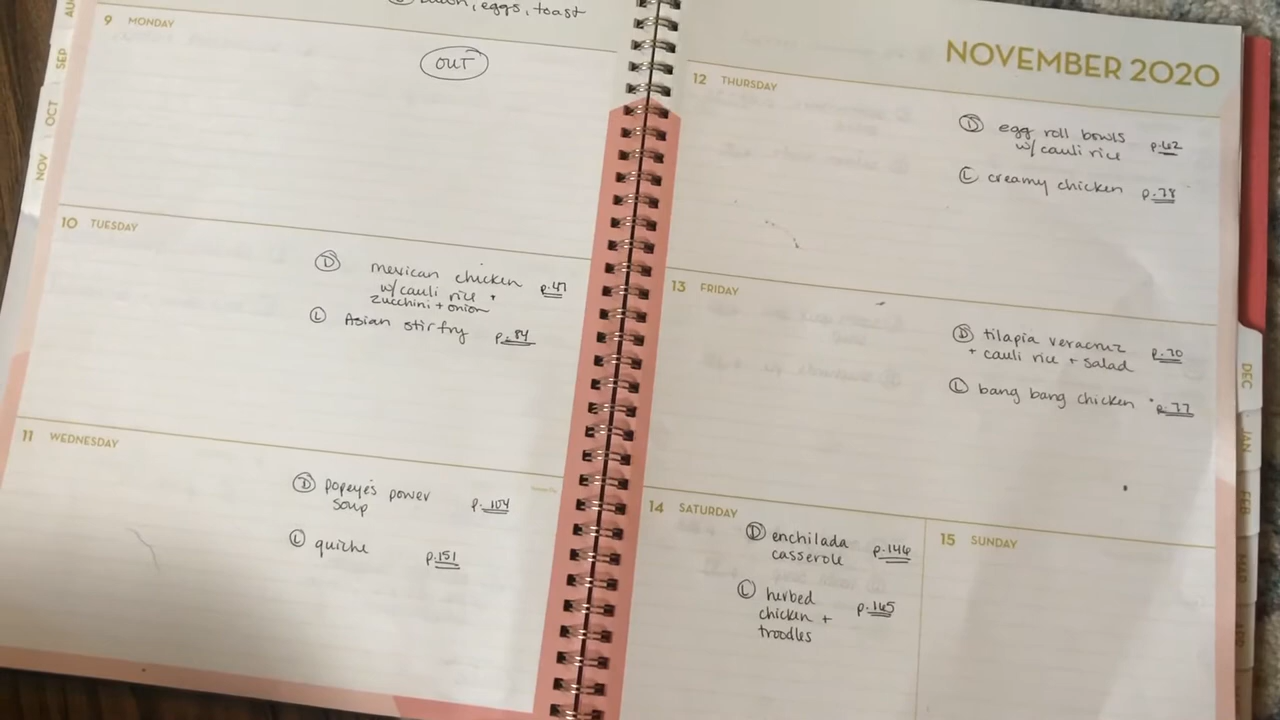 eggs, toast
9 MONDAY
OUT
10 TUESDAY
D mexican chicken p.47
w/cauli rice +
zucchini + onion
L Asian stir fry p.84
11 WEDNESDAY
D popeye's power p.104
soup
L quiche p.151
NOVEMBER 2020
12 THURSDAY
D egg roll bowls p.62
w/ cauli rice
L creamy chicken p.78
13 FRIDAY
D tilapia veracruz p.70
+ cauli rice + salad
L bang bang chicken p.77
14 SATURDAY
D enchilada p.146
casserole
L herbed p.165
chicken +
troodles
15 SUNDAY
SEP
OCT
NOV
DEC
JAN
FEB
MAR